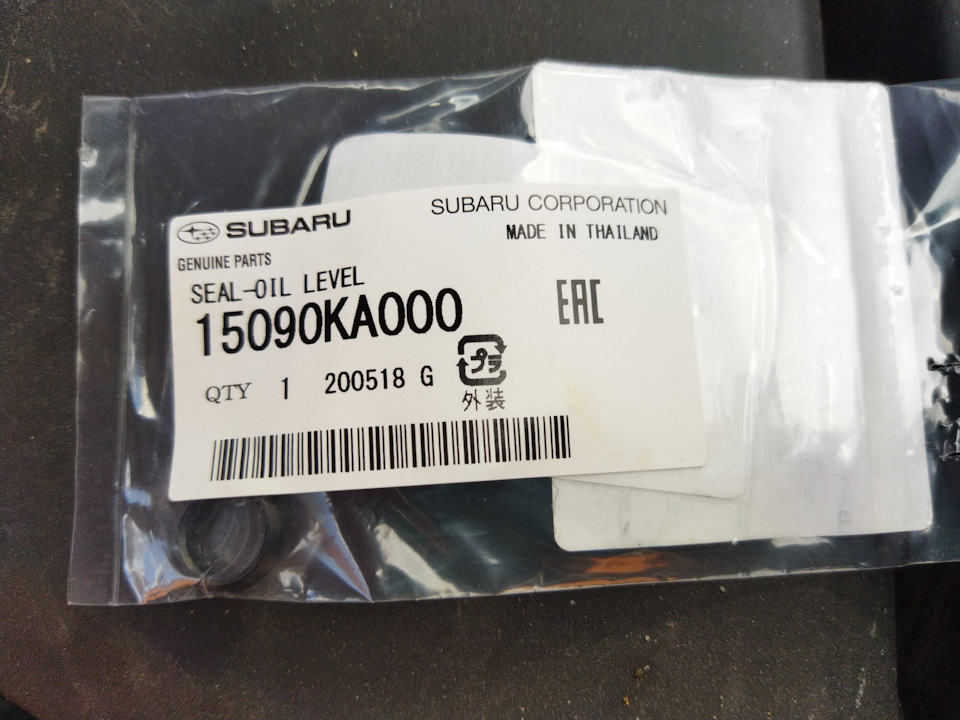 SUBARU
SUBARU CORPORATION
MADE IN THAILAND
GENUINE PARTS
SEAL-OIL LEVEL
15090KA000
EAC
QTY 1 200518 G
プラ
外装